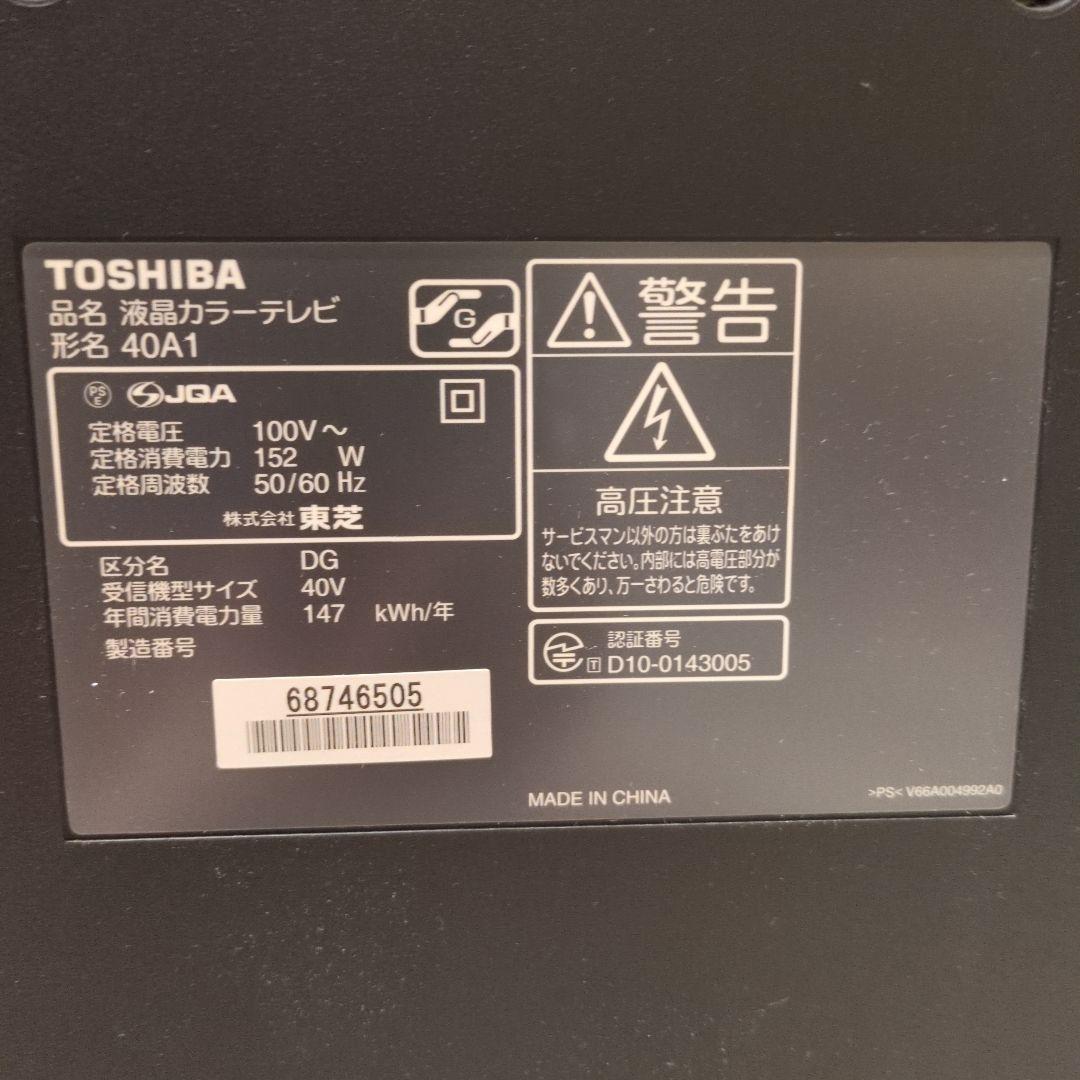 TOSHIBA
品名 液晶カラーテレビ
形名 40A1
G
PS
E
JQA
定格電圧 100V～
定格消費電力 152 W
定格周波数 50/60 Hz
株式会社 東芝
区分名 DG
受信機型サイズ 40V
年間消費電力量 147 kWh/年
製造番号
68746505
警告
高圧注意
サービスマン以外の方は裏ぶたをあけ
ないでください。内部には高電圧部分が
数多くあり、万一さわると危険です。
認証番号
T D10-0143005
MADE IN CHINA
>PS< V66A004992A0